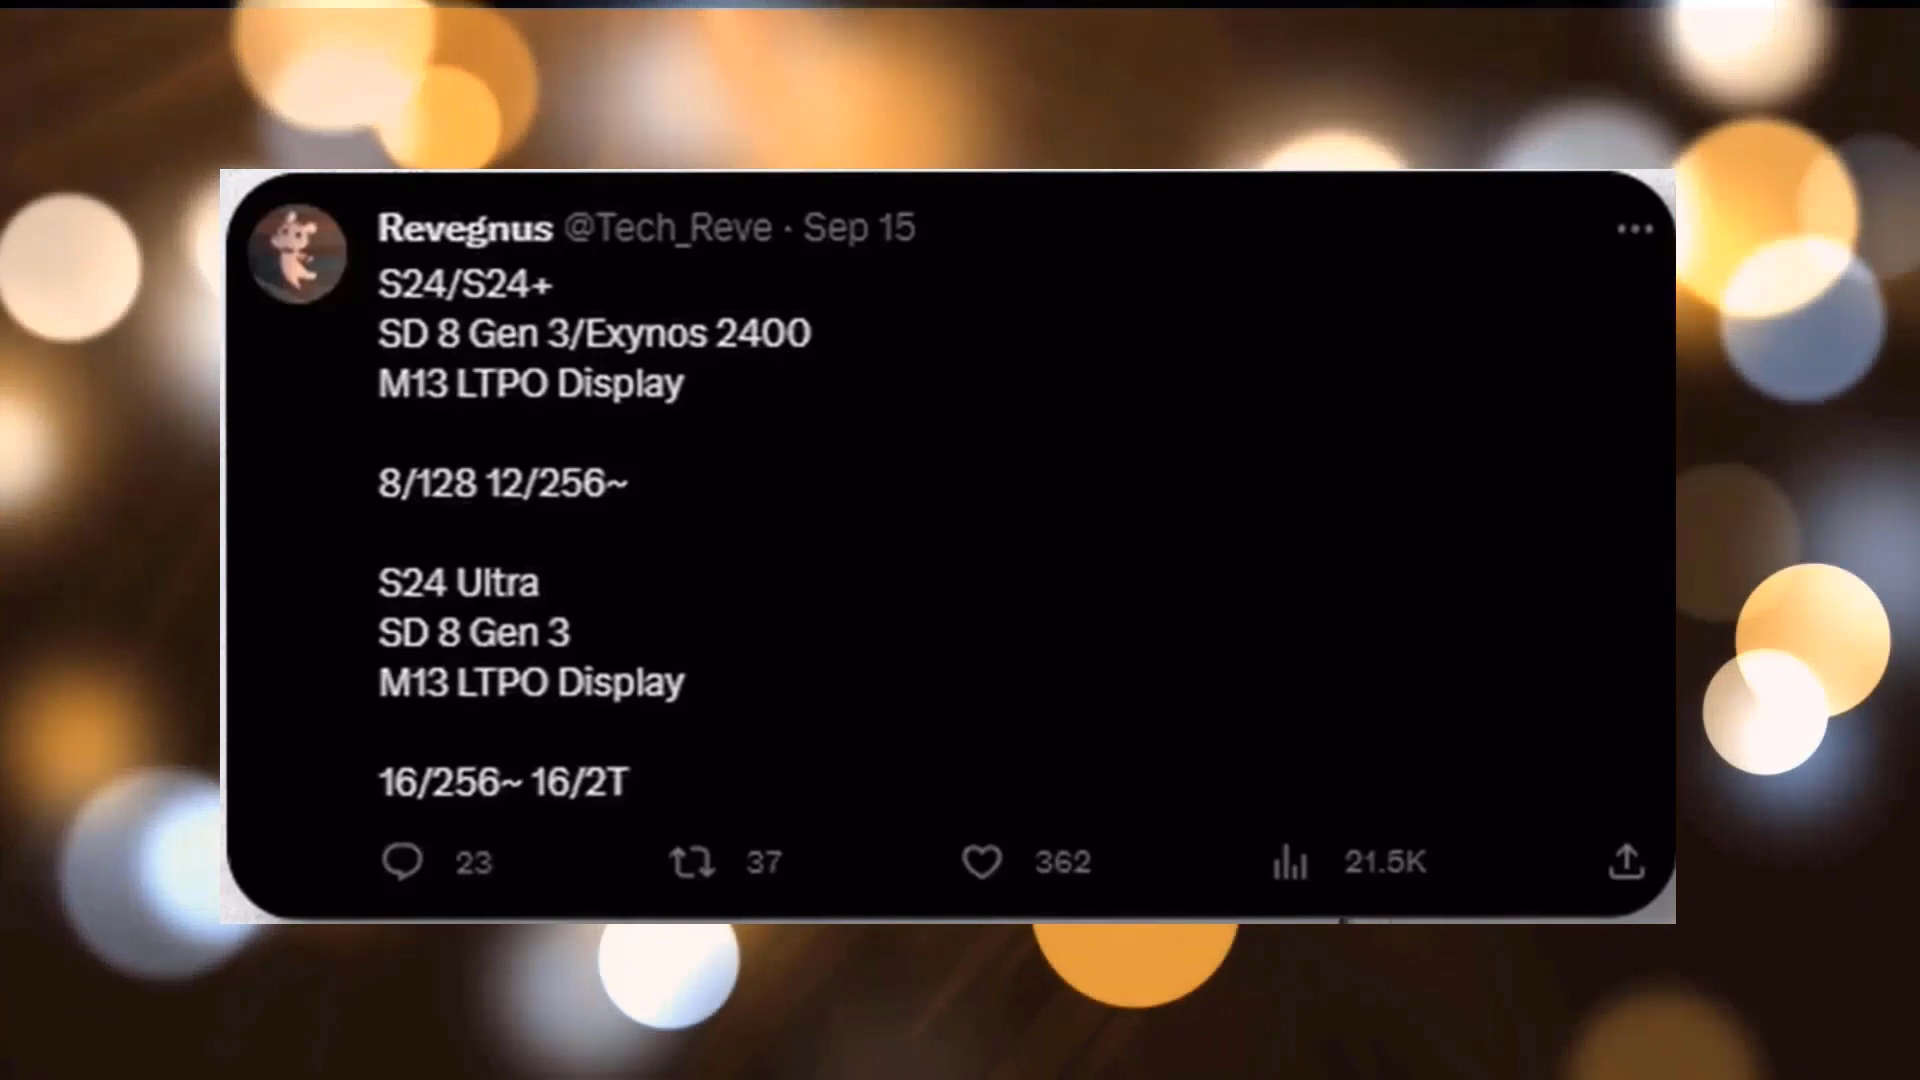 Revegnus @Tech_Reve · Sep 15
S24/S24+
SD 8 Gen 3/Exynos 2400
M13 LTPO Display
8/128 12/256~
S24 Ultra
SD 8 Gen 3
M13 LTPO Display
16/256~ 16/2T
23 37 362 21.5K